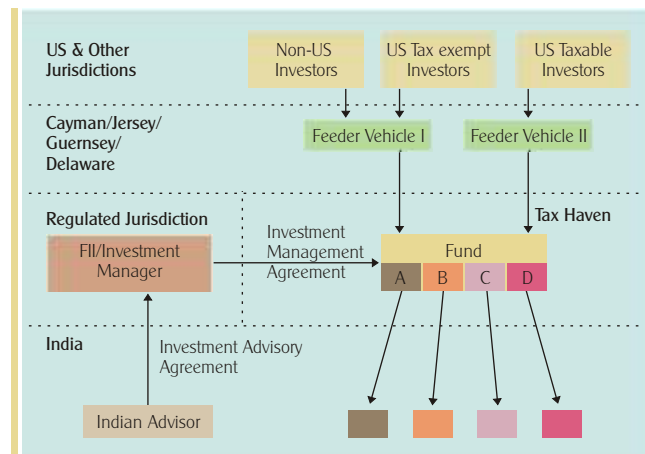 US & Other
Jurisdictions
Non-US
Investors
US Tax exempt
Investors
US Taxable
Investors
Cayman/Jersey/
Guernsey/
Delaware
Feeder Vehicle I
Feeder Vehicle II
Regulated Jurisdiction
Tax Haven
FII/Investment
Manager
Investment
Management
Agreement
Fund
A B C D
India
Investment Advisory
Agreement
Indian Advisor